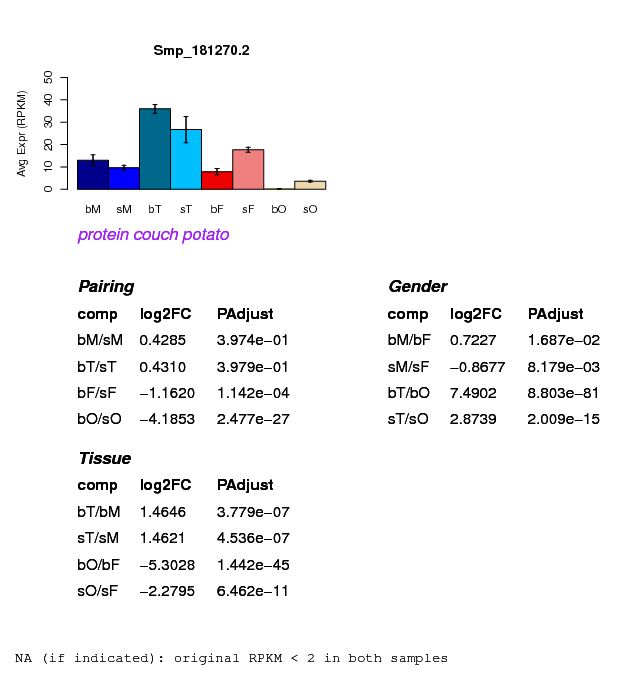 Smp_181270.2
Avg Expr (RPKM)
50
40
30
20
10
0
bM sM bT sT bF sF bO sO
protein couch potato
Pairing
comp log2FC PAdjust
bM/sM 0.4285 3.974e−01
bT/sT 0.4310 3.979e−01
bF/sF −1.1620 1.142e−04
bO/sO −4.1853 2.477e−27
Gender
comp log2FC PAdjust
bM/bF 0.7227 1.687e−02
sM/sF −0.8677 8.179e−03
bT/bO 7.4902 8.803e−81
sT/sO 2.8739 2.009e−15
Tissue
comp log2FC PAdjust
bT/bM 1.4646 3.779e−07
sT/sM 1.4621 4.536e−07
bO/bF −5.3028 1.442e−45
sO/sF −2.2795 6.462e−11
NA (if indicated): original RPKM < 2 in both samples